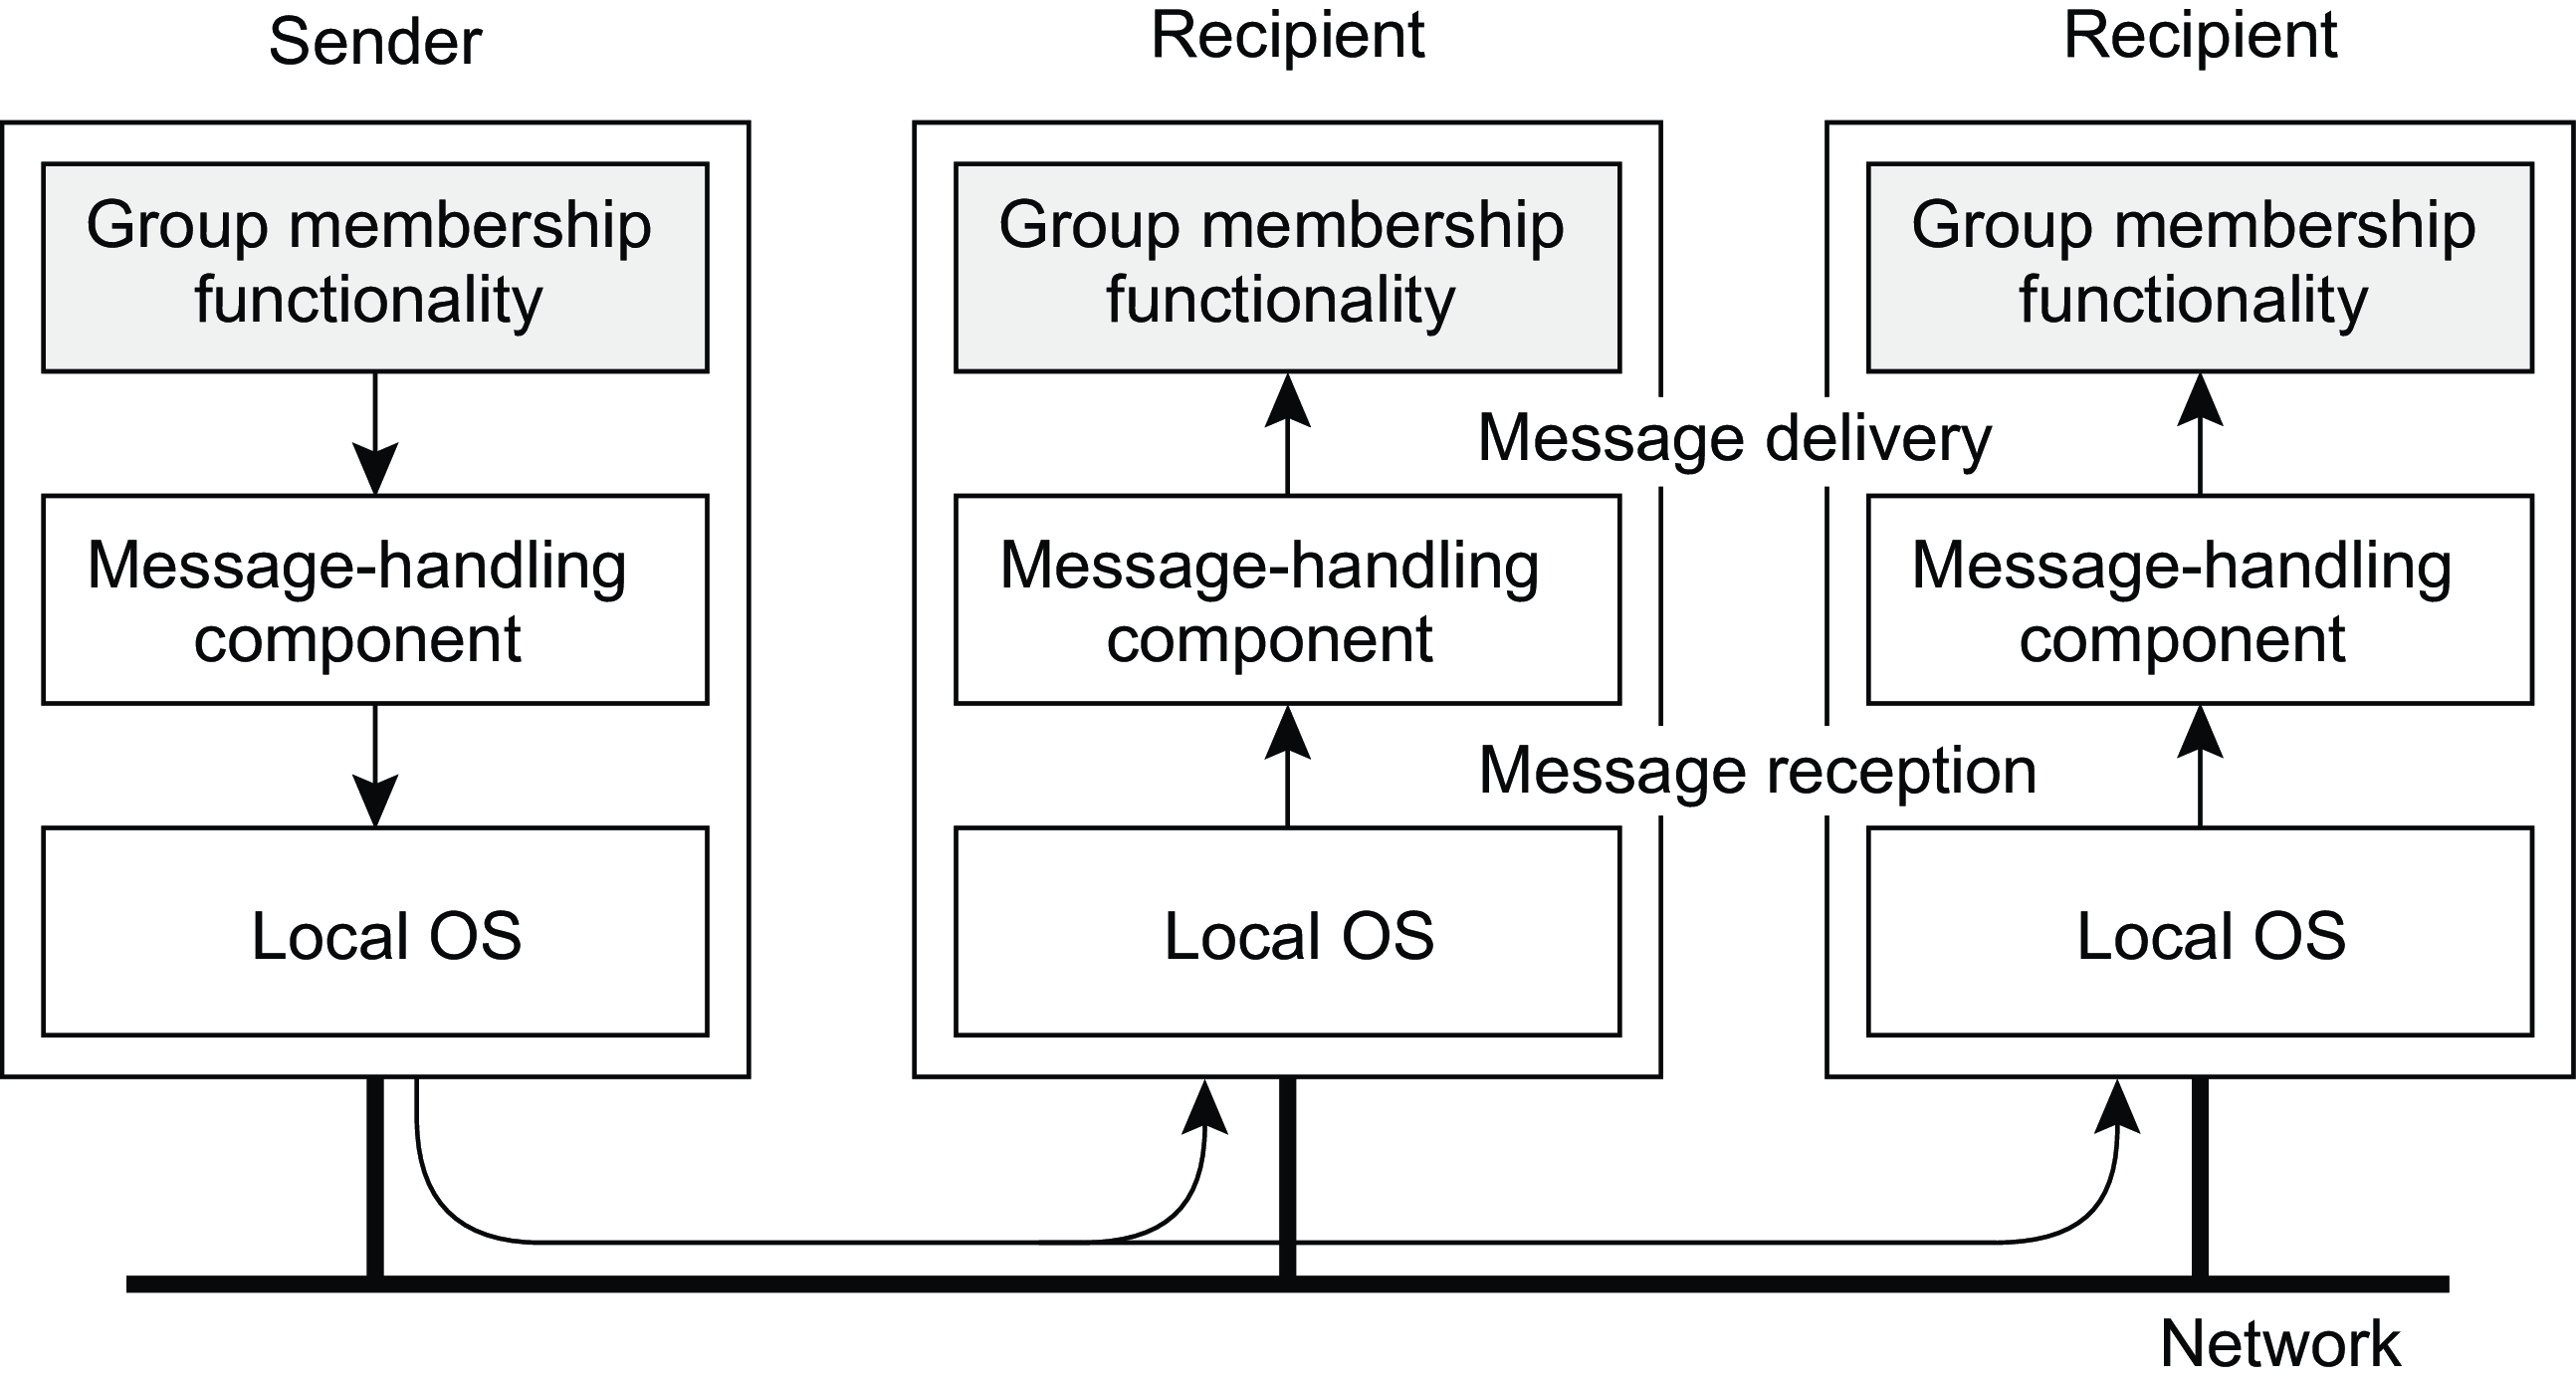 Sender
Recipient
Recipient
Group membership
functionality
Group membership
functionality
Group membership
functionality
Message delivery
Message-handling
component
Message-handling
component
Message-handling
component
Message reception
Local OS
Local OS
Local OS
Network